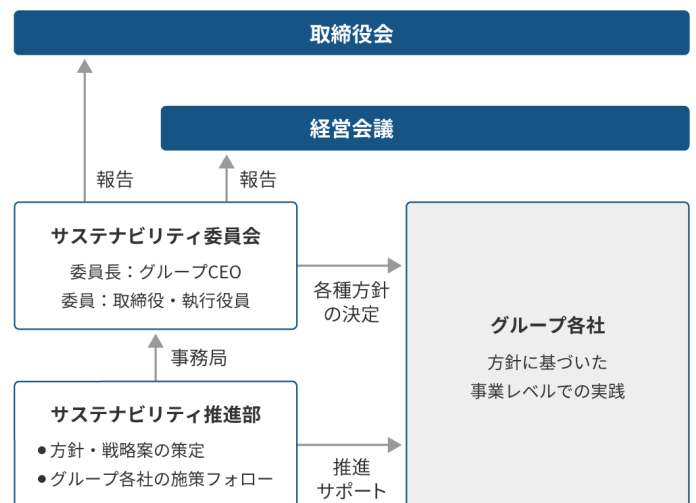 取締役会
経営会議
報告
報告
サステナビリティ委員会
委員長：グループCEO
委員：取締役・執行役員
各種方針
の決定
グループ各社
方針に基づいた
事業レベルでの実践
事務局
サステナビリティ推進部
●方針・戦略案の策定
●グループ各社の施策フォロー
推進
サポート